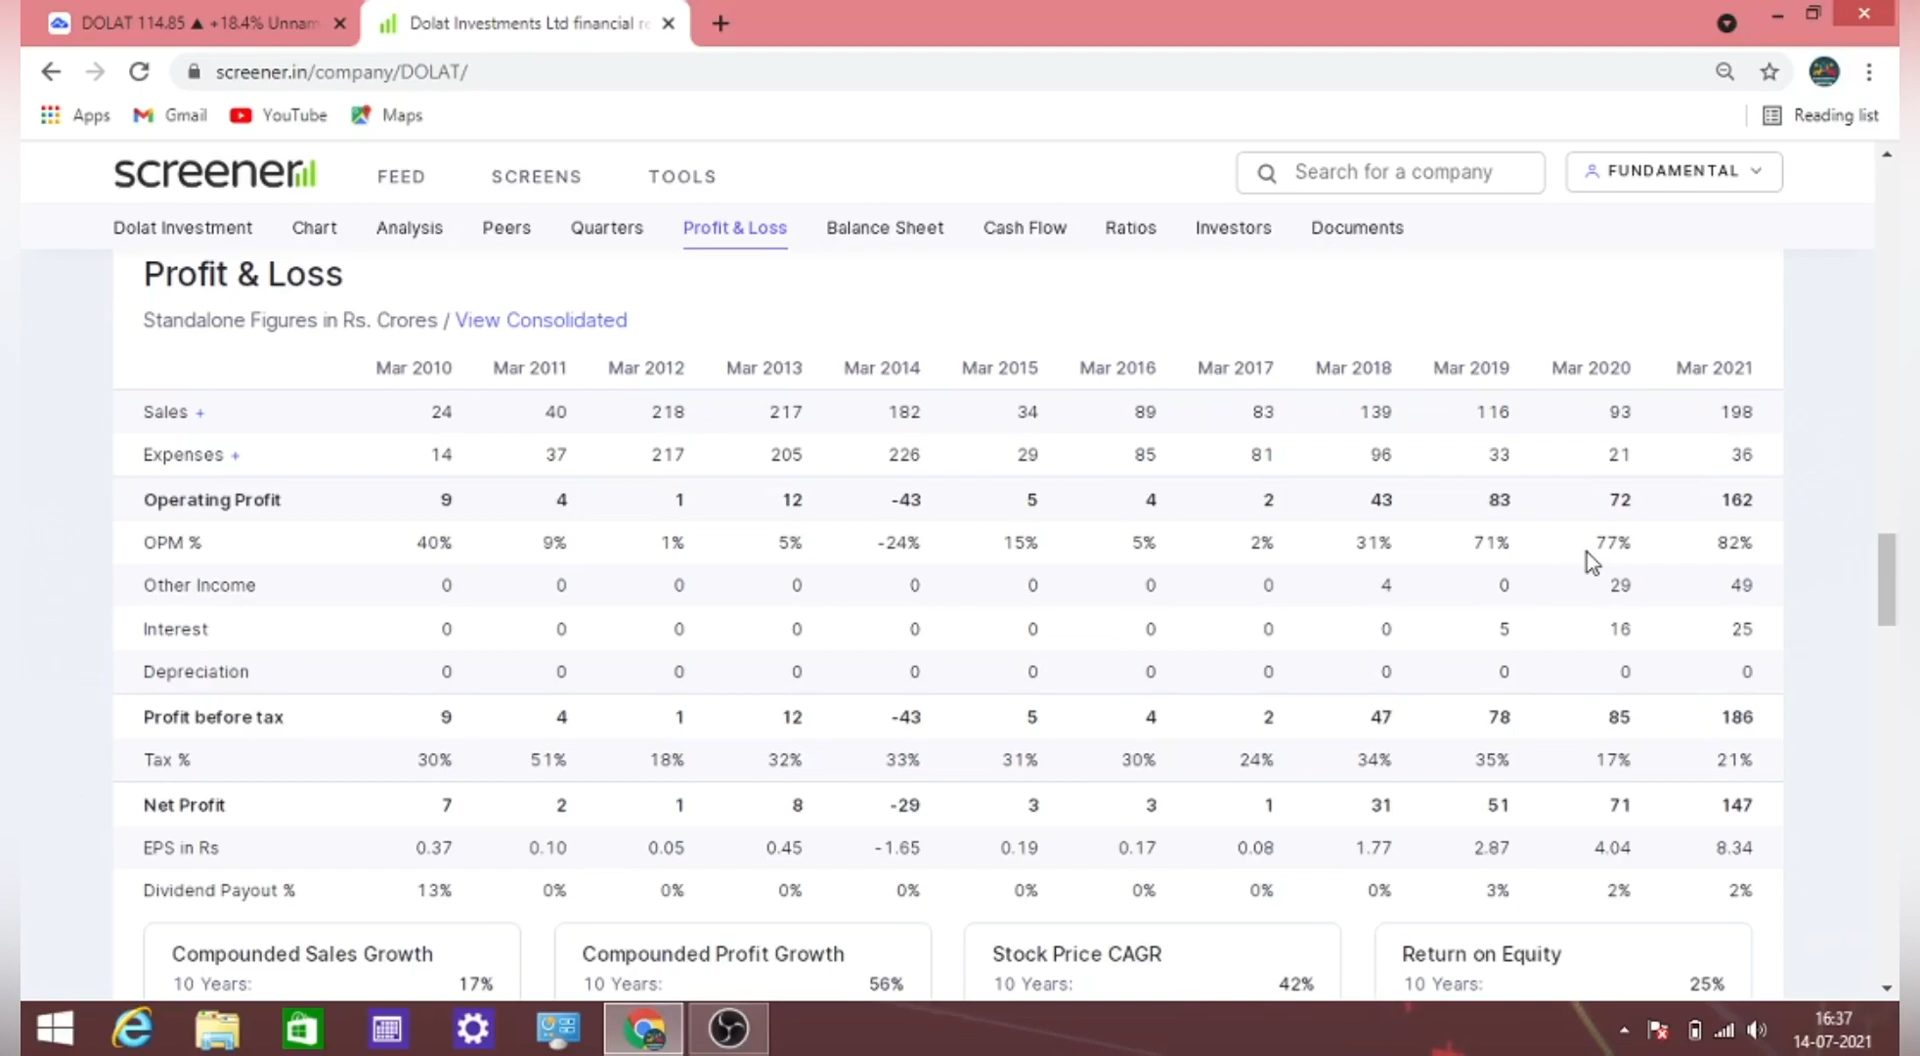 DOLAT 114.85 ▲ +18.4% Unnam
Dolat Investments Ltd financial re
screener.in/company/DOLAT/
Apps Gmail YouTube Maps Reading list
screener FEED SCREENS TOOLS Search for a company FUNDAMENTAL
Dolat Investment Chart Analysis Peers Quarters Profit & Loss Balance Sheet Cash Flow Ratios Investors Documents
Profit & Loss
Standalone Figures in Rs. Crores / View Consolidated
Mar 2010 Mar 2011 Mar 2012 Mar 2013 Mar 2014 Mar 2015 Mar 2016 Mar 2017 Mar 2018 Mar 2019 Mar 2020 Mar 2021
Sales + 24 40 218 217 182 34 89 83 139 116 93 198
Expenses + 14 37 217 205 226 29 85 81 96 33 21 36
Operating Profit 9 4 1 12 -43 5 4 2 43 83 72 162
OPM % 40% 9% 1% 5% -24% 15% 5% 2% 31% 71% 77% 82%
Other Income 0 0 0 0 0 0 0 0 4 0 29 49
Interest 0 0 0 0 0 0 0 0 0 5 16 25
Depreciation 0 0 0 0 0 0 0 0 0 0 0 0
Profit before tax 9 4 1 12 -43 5 4 2 47 78 85 186
Tax % 30% 51% 18% 32% 33% 31% 30% 24% 34% 35% 17% 21%
Net Profit 7 2 1 8 -29 3 3 1 31 51 71 147
EPS in Rs 0.37 0.10 0.05 0.45 -1.65 0.19 0.17 0.08 1.77 2.87 4.04 8.34
Dividend Payout % 13% 0% 0% 0% 0% 0% 0% 0% 0% 3% 2% 2%
Compounded Sales Growth Compounded Profit Growth Stock Price CAGR Return on Equity
10 Years: 17% 10 Years: 56% 10 Years: 42% 10 Years: 25%
16:37
14-07-2021